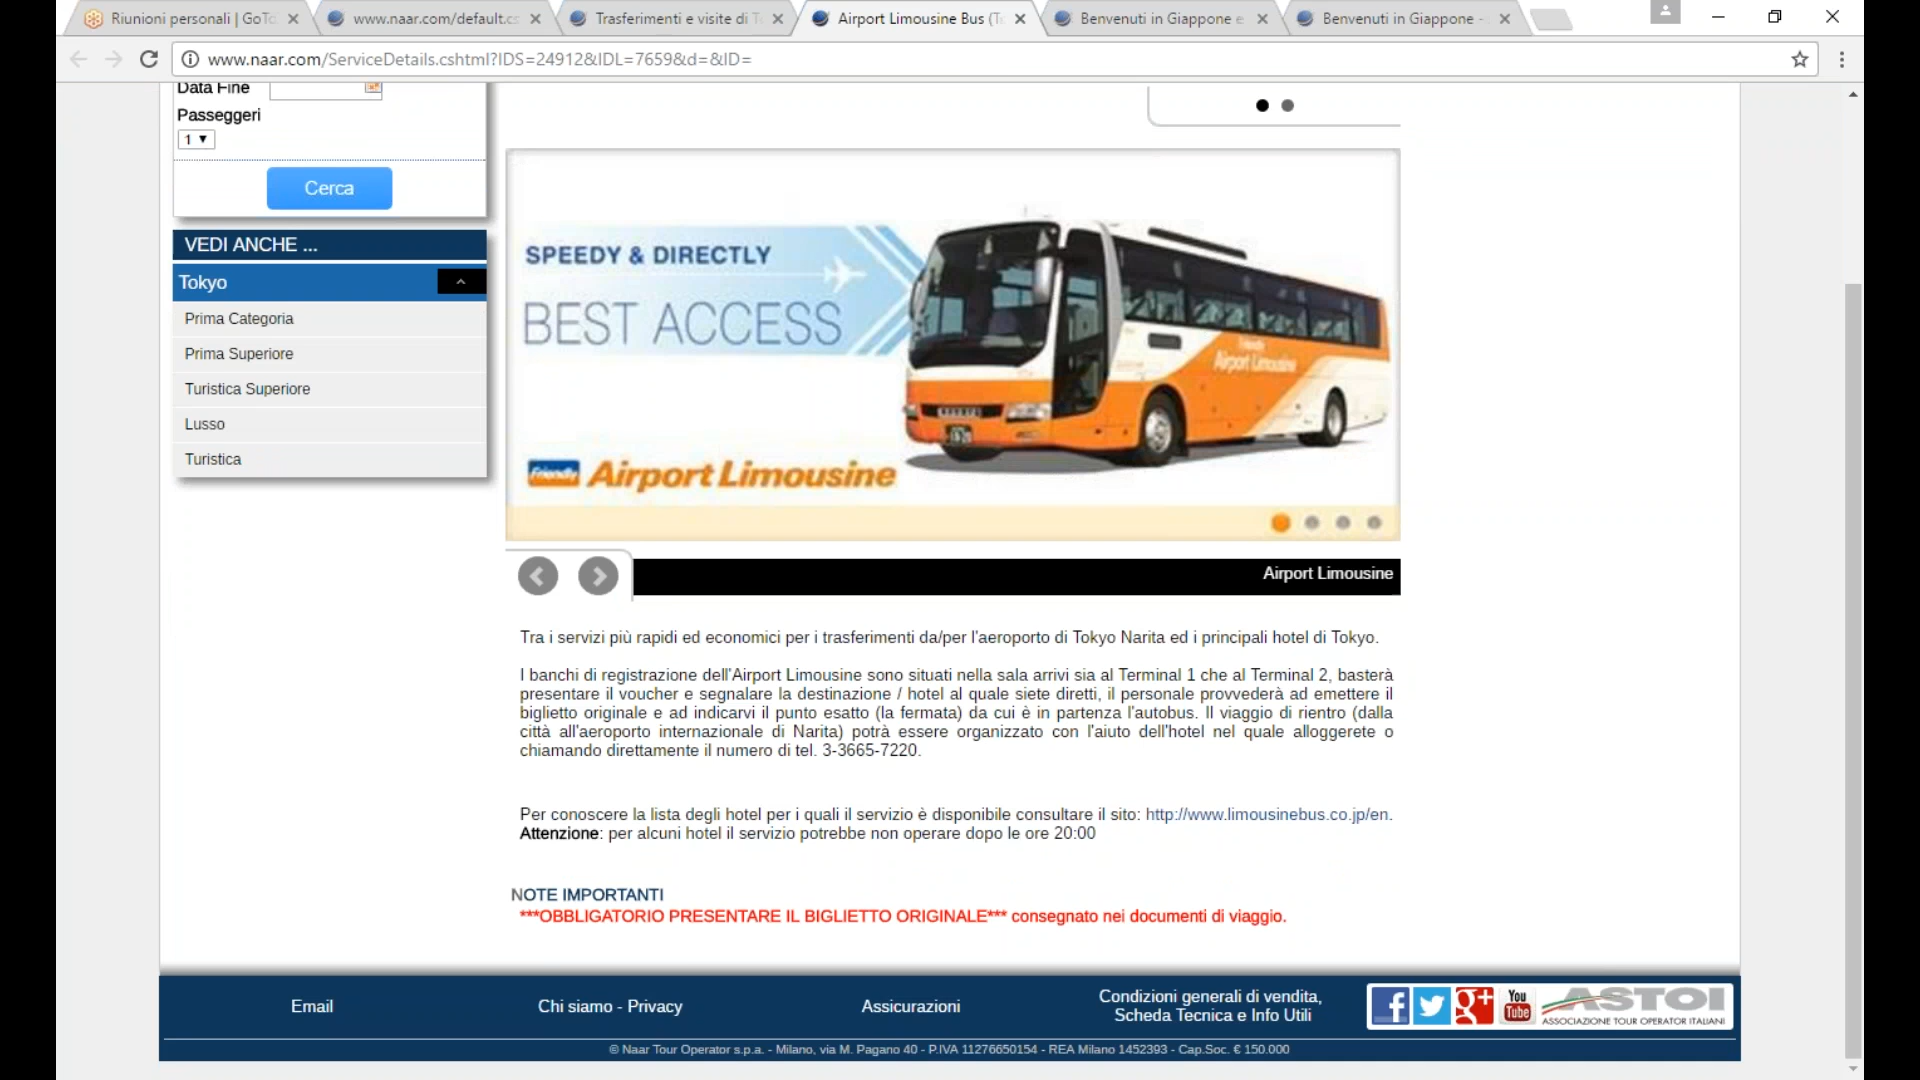 Riunioni personali | GoTo
www.naar.com/default.cs
Trasferimenti e visite di T
Airport Limousine Bus (T
Benvenuti in Giappone e
Benvenuti in Giappone -
www.naar.com/ServiceDetails.cshtml?IDS=24912&IDL=7659&d=&ID=
Data Fine
Passeggeri
1
Cerca
VEDI ANCHE ...
Tokyo
Prima Categoria
Prima Superiore
Turistica Superiore
Lusso
Turistica
SPEEDY & DIRECTLY
BEST ACCESS
Airport Limousine
Friendly Airport Limousine
Airport Limousine
Tra i servizi più rapidi ed economici per i trasferimenti da/per l'aeroporto di Tokyo Narita ed i principali hotel di Tokyo.
I banchi di registrazione dell'Airport Limousine sono situati nella sala arrivi sia al Terminal 1 che al Terminal 2, basterà
presentare il voucher e segnalare la destinazione / hotel al quale siete diretti, il personale provvederà ad emettere il
biglietto originale e ad indicarvi il punto esatto (la fermata) da cui è in partenza l'autobus. Il viaggio di rientro (dalla
città all'aeroporto internazionale di Narita) potrà essere organizzato con l'aiuto dell'hotel nel quale alloggerete o
chiamando direttamente il numero di tel. 3-3665-7220.
Per conoscere la lista degli hotel per i quali il servizio è disponibile consultare il sito: http://www.limousinebus.co.jp/en.
Attenzione: per alcuni hotel il servizio potrebbe non operare dopo le ore 20:00
NOTE IMPORTANTI
***OBBLIGATORIO PRESENTARE IL BIGLIETTO ORIGINALE*** consegnato nei documenti di viaggio.
Email
Chi siamo - Privacy
Assicurazioni
Condizioni generali di vendita,
Scheda Tecnica e Info Utili
f
g+
You
Tube
ASTOI
ASSOCIAZIONE TOUR OPERATOR ITALIANI
© Naar Tour Operator s.p.a. - Milano, via M. Pagano 40 - P.IVA 11276650154 - REA Milano 1452393 - Cap.Soc. € 150.000